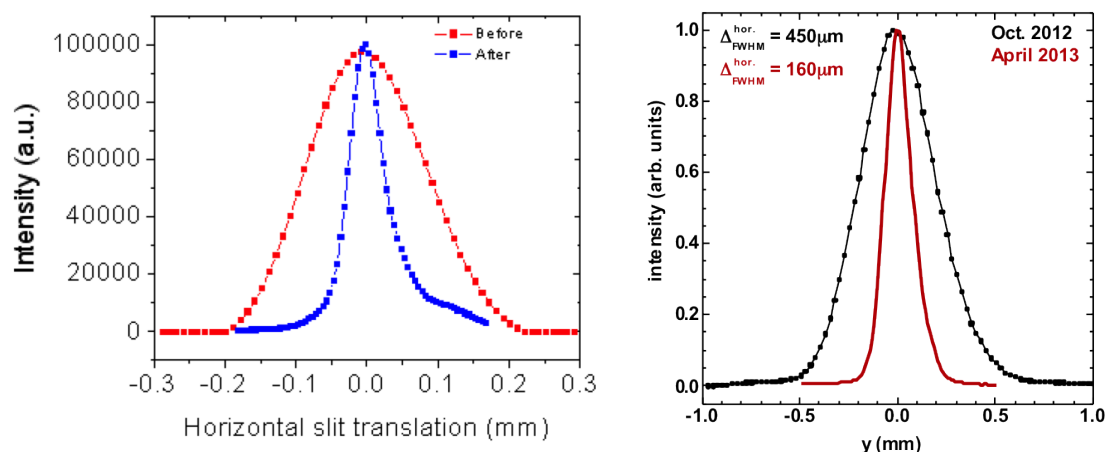 Before
After
100000
80000
60000
40000
20000
0
Intensity (a.u.)
-0.3 -0.2 -0.1 0.0 0.1 0.2 0.3
Horizontal slit translation (mm)
Δ hor. FWHM = 450µm
Δ hor. FWHM = 160µm
Oct. 2012
April 2013
1.0
0.8
0.6
0.4
0.2
0.0
intensity (arb. units)
-1.0 -0.5 0.0 0.5 1.0
y (mm)